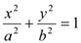 x²/a² + y²/b² = 1